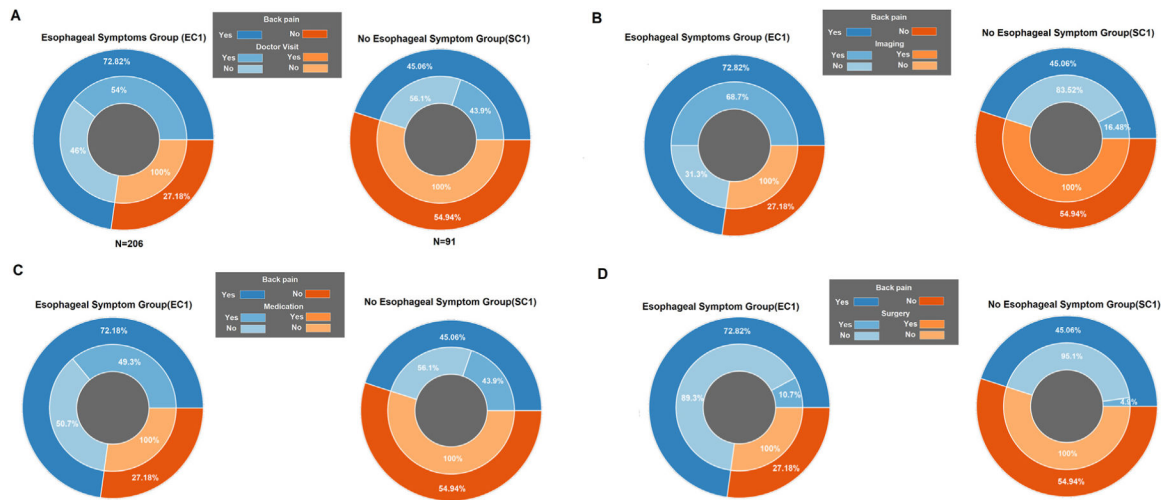 A
Esophageal Symptoms Group (EC1)
72.82%
54%
46%
100%
27.18%
N=206
Back pain
Yes No
Doctor Visit
Yes Yes
No No
No Esophageal Symptom Group(SC1)
45.06%
56.1%
43.9%
100%
54.94%
N=91
B
Esophageal Symptoms Group (EC1)
72.82%
68.7%
31.3%
100%
27.18%
Back pain
Yes No
Imaging
Yes Yes
No No
No Esophageal Symptom Group(SC1)
45.06%
83.52%
16.48%
100%
54.94%
C
Esophageal Symptom Group(EC1)
72.18%
49.3%
50.7%
100%
27.18%
Back pain
Yes No
Medication
Yes Yes
No No
No Esophageal Symptom Group(SC1)
45.06%
56.1%
43.9%
100%
54.94%
D
Esophageal Symptom Group(EC1)
72.82%
10.7%
89.3%
100%
27.18%
Back pain
Yes No
Surgery
Yes Yes
No No
No Esophageal Symptom Group(SC1)
45.06%
95.1%
4.9%
100%
54.94%